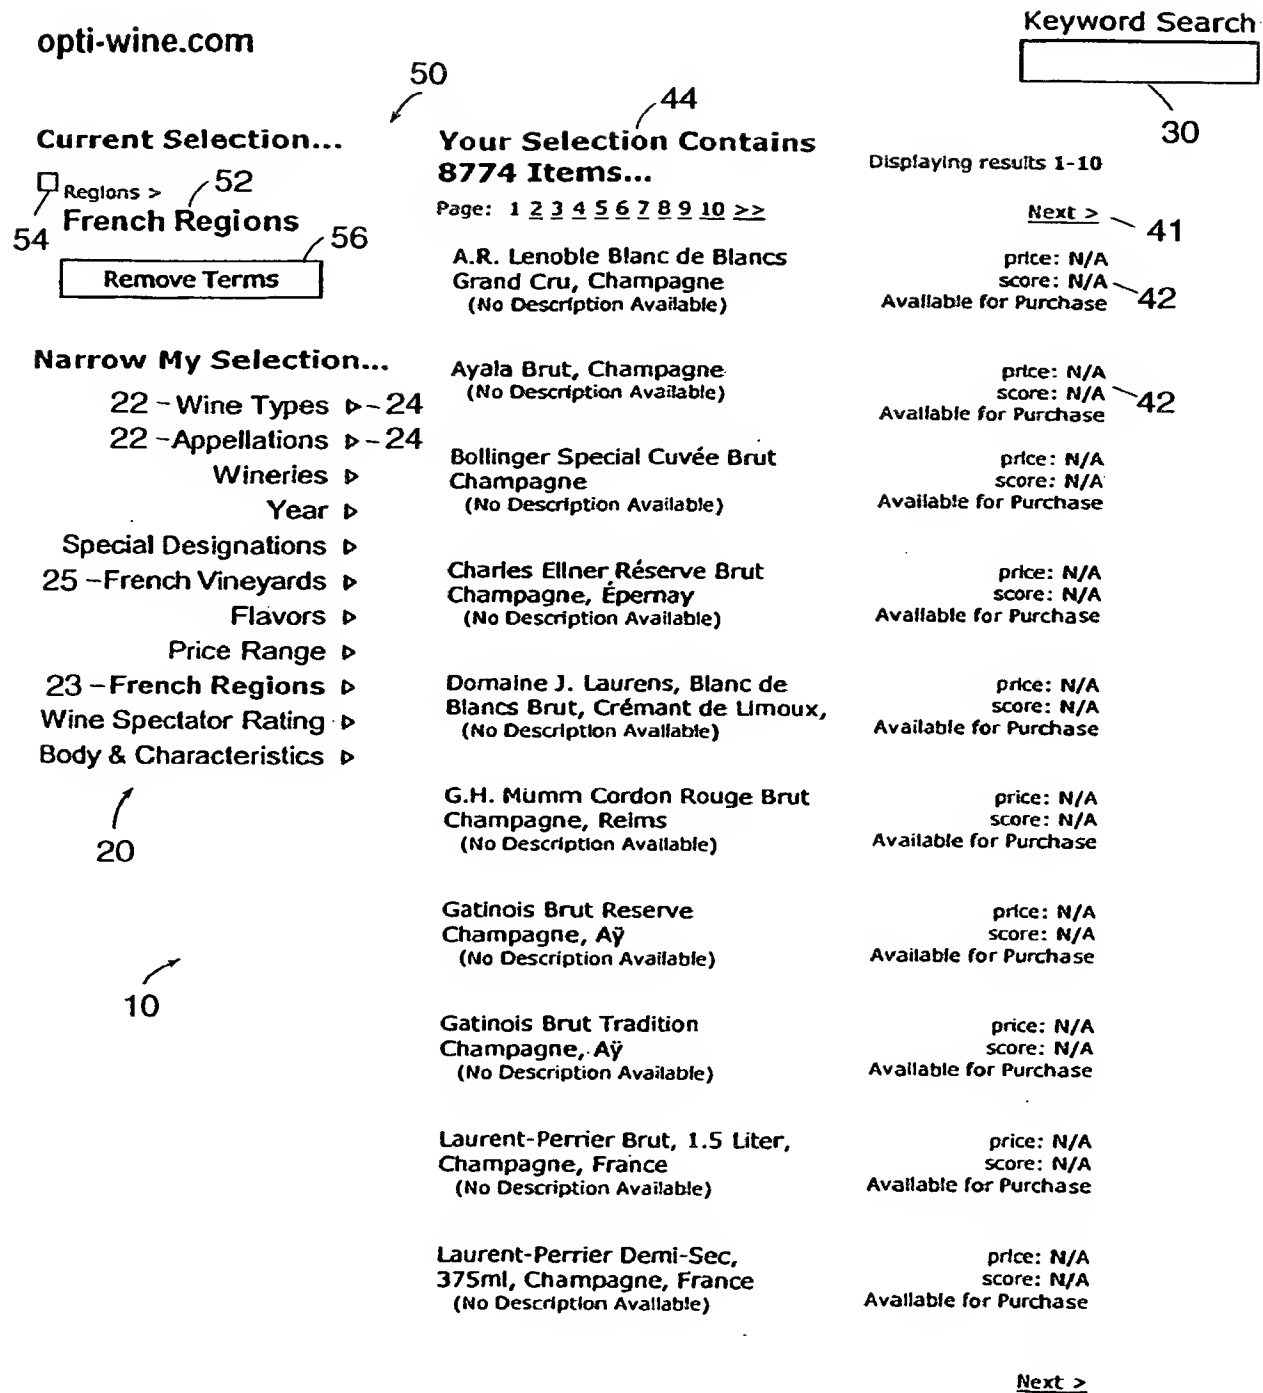 opti-wine.com
Keyword Search
30
50
Current Selection...
Regions >
52
French Regions
54
56
Remove Terms
Narrow My Selection...
22 – Wine Types 24
22 – Appellations 24
Wineries
Year
Special Designations
25 – French Vineyards
Flavors
Price Range
23 – French Regions
Wine Spectator Rating
Body & Characteristics
20
10
44
Your Selection Contains
8774 Items...
Displaying results 1-10
Page: 1 2 3 4 5 6 7 8 9 10 >>
Next >
41
A.R. Lenoble Blanc de Blancs
Grand Cru, Champagne
(No Description Available)
price: N/A
score: N/A 42
Available for Purchase
Ayala Brut, Champagne
(No Description Available)
price: N/A
score: N/A 42
Available for Purchase
Bollinger Special Cuvée Brut
Champagne
(No Description Available)
price: N/A
score: N/A
Available for Purchase
Charles Ellner Réserve Brut
Champagne, Épernay
(No Description Available)
price: N/A
score: N/A
Available for Purchase
Domaine J. Laurens, Blanc de
Blancs Brut, Crémant de Limoux,
(No Description Available)
price: N/A
score: N/A
Available for Purchase
G.H. Mumm Cordon Rouge Brut
Champagne, Reims
(No Description Available)
price: N/A
score: N/A
Available for Purchase
Gatinois Brut Reserve
Champagne, Aÿ
(No Description Available)
price: N/A
score: N/A
Available for Purchase
Gatinois Brut Tradition
Champagne, Aÿ
(No Description Available)
price: N/A
score: N/A
Available for Purchase
Laurent-Perrier Brut, 1.5 Liter,
Champagne, France
(No Description Available)
price: N/A
score: N/A
Available for Purchase
Laurent-Perrier Demi-Sec,
375ml, Champagne, France
(No Description Available)
price: N/A
score: N/A
Available for Purchase
Next >